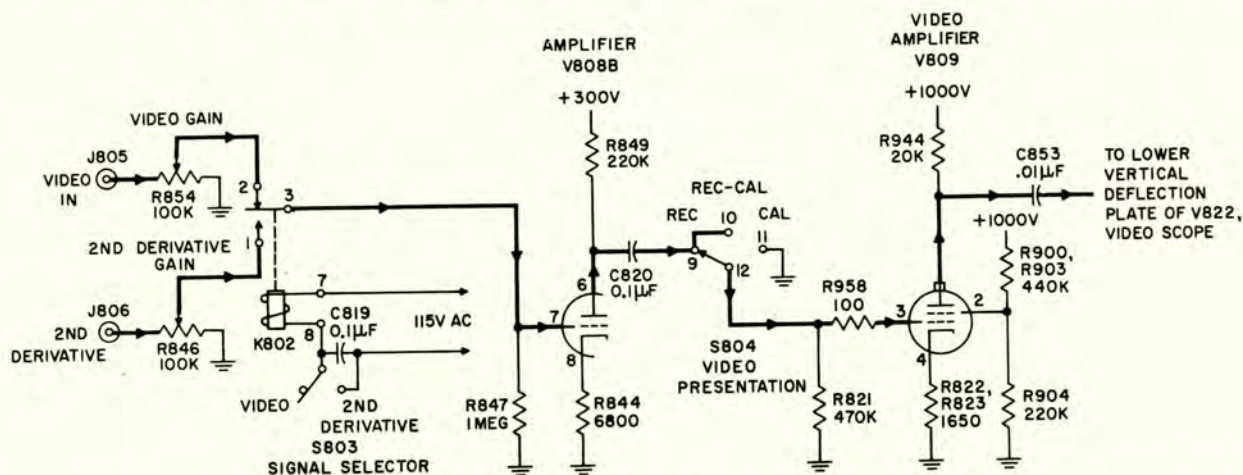 AMPLIFIER
V808B
+300V
VIDEO
AMPLIFIER
V809
+1000V
VIDEO GAIN
J805
VIDEO
IN
R854
100K
2
3
2ND DERIVATIVE
GAIN
1
J806
2ND
DERIVATIVE
R846
100K
7
C819
0.1µF
8
K802
115V AC
VIDEO
2ND
DERIVATIVE
S803
SIGNAL SELECTOR
R849
220K
6
7
8
C820
0.1µF
R847
1 MEG
R844
6800
REC-CAL
REC
10
CAL
11
9
12
S804
VIDEO
PRESENTATION
R958
100
R821
470K
R944
20K
C853
.01µF
TO LOWER
VERTICAL
DEFLECTION
PLATE OF V822,
VIDEO SCOPE
+1000V
R900,
R903
440K
3
2
4
R822,
R823
1650
R904
220K